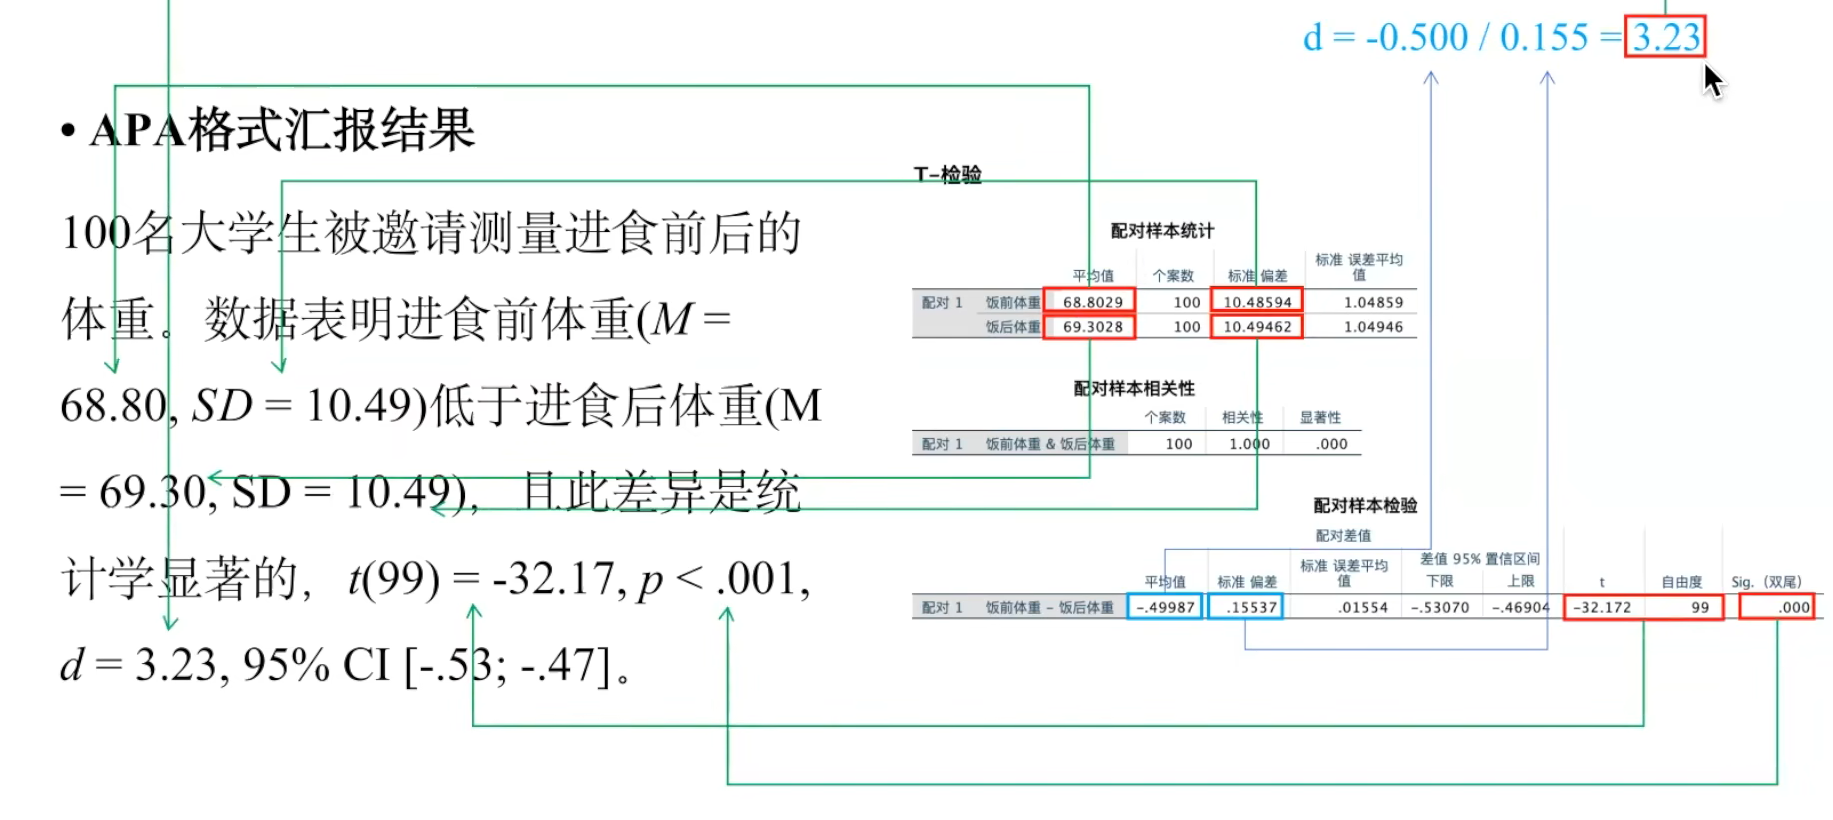 d = -0.500 / 0.155 = 3.23
• APA格式汇报结果
100名大学生被邀请测量进食前后的
体重。数据表明进食前体重(M =
68.80, SD = 10.49)低于进食后体重(M
= 69.30, SD = 10.49)，且此差异是统
计学显著的，t(99) = -32.17, p < .001,
d = 3.23, 95% CI [-.53; -.47]。
T-检验
配对样本统计
平均值 个案数 标准 偏差 标准 误差平均值
配对 1 饭前体重 68.8029 100 10.48594 1.04859
饭后体重 69.3028 100 10.49462 1.04946
配对样本相关性
个案数 相关性 显著性
配对 1 饭前体重 & 饭后体重 100 1.000 .000
配对样本检验
配对差值
差值 95% 置信区间
平均值 标准 偏差 标准 误差平均值 下限 上限 t 自由度 Sig.（双尾）
配对 1 饭前体重 - 饭后体重 -.49987 .15537 .01554 -.53070 -.46904 -32.172 99 .000